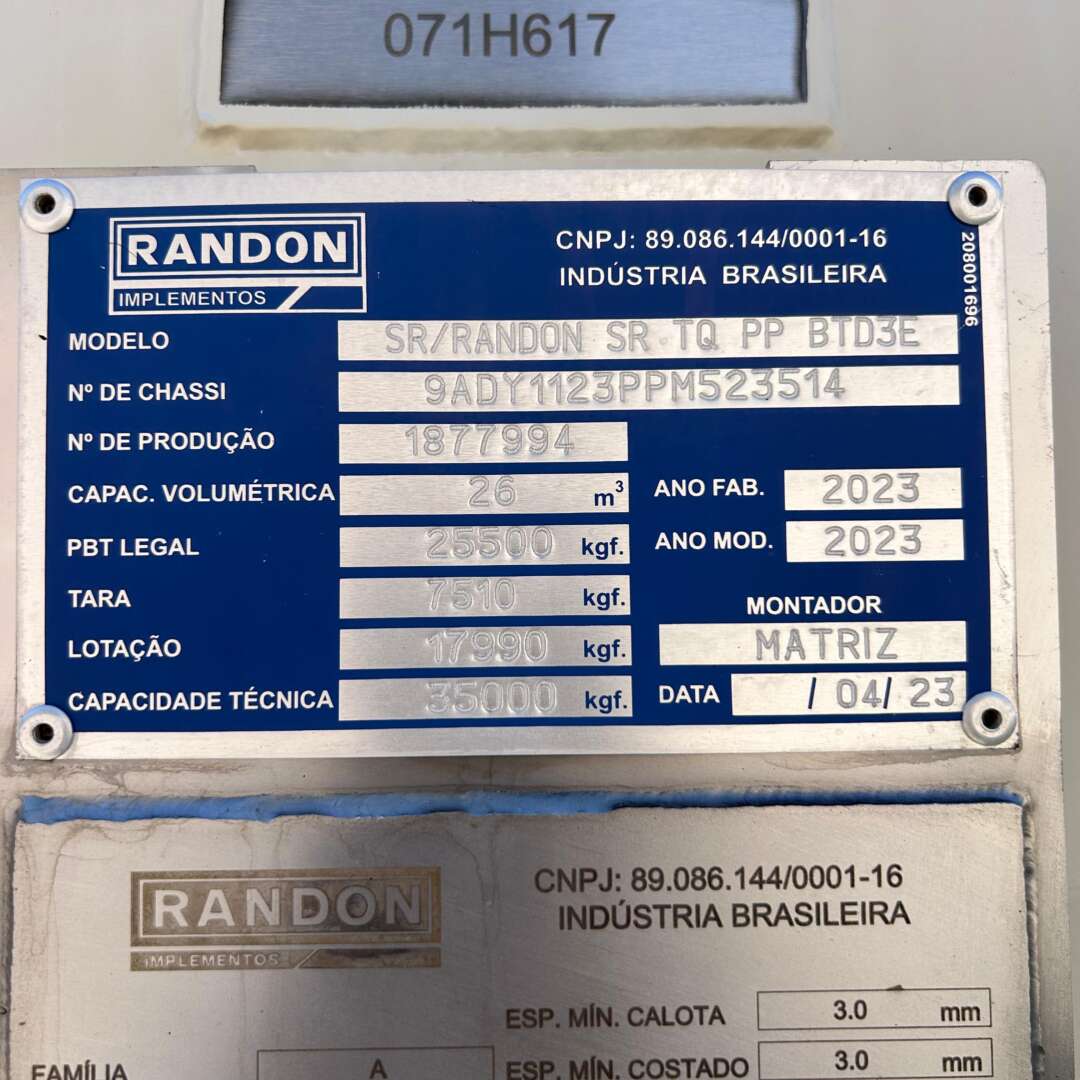 071H617
RANDON
IMPLEMENTOS
CNPJ: 89.086.144/0001-16
INDÚSTRIA BRASILEIRA
208001696
MODELO SR/RANDON SR TQ PP BTD3E
Nº DE CHASSI 9ADY1123PPM523514
Nº DE PRODUÇÃO 1877994
CAPAC. VOLUMÉTRICA 26 m³ ANO FAB. 2023
PBT LEGAL 25500 kgf. ANO MOD. 2023
TARA 7510 kgf. MONTADOR
LOTAÇÃO 17990 kgf. MATRIZ
CAPACIDADE TÉCNICA 35000 kgf. DATA / 04/ 23
RANDON
IMPLEMENTOS
CNPJ: 89.086.144/0001-16
INDÚSTRIA BRASILEIRA
ESP. MÍN. CALOTA 3.0 mm
FAMÍLIA A ESP. MÍN. COSTADO 3.0 mm